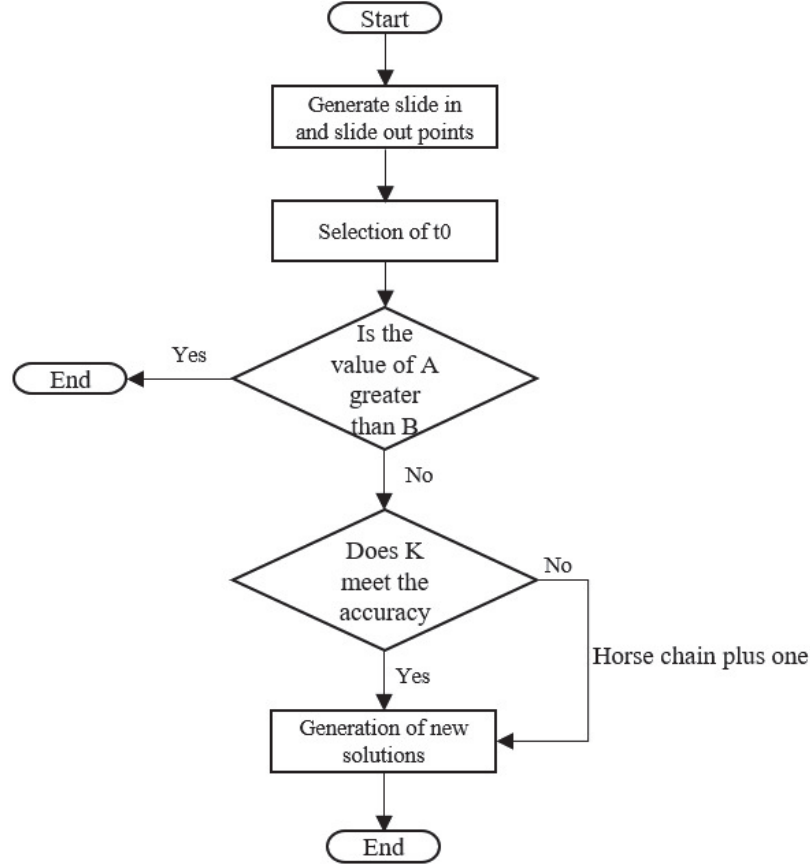 Start
Generate slide in
and slide out points
Selection of t0
Is the
value of A
greater
than B
Yes
End
No
Does K
meet the
accuracy
No
Horse chain plus one
Yes
Generation of new
solutions
End